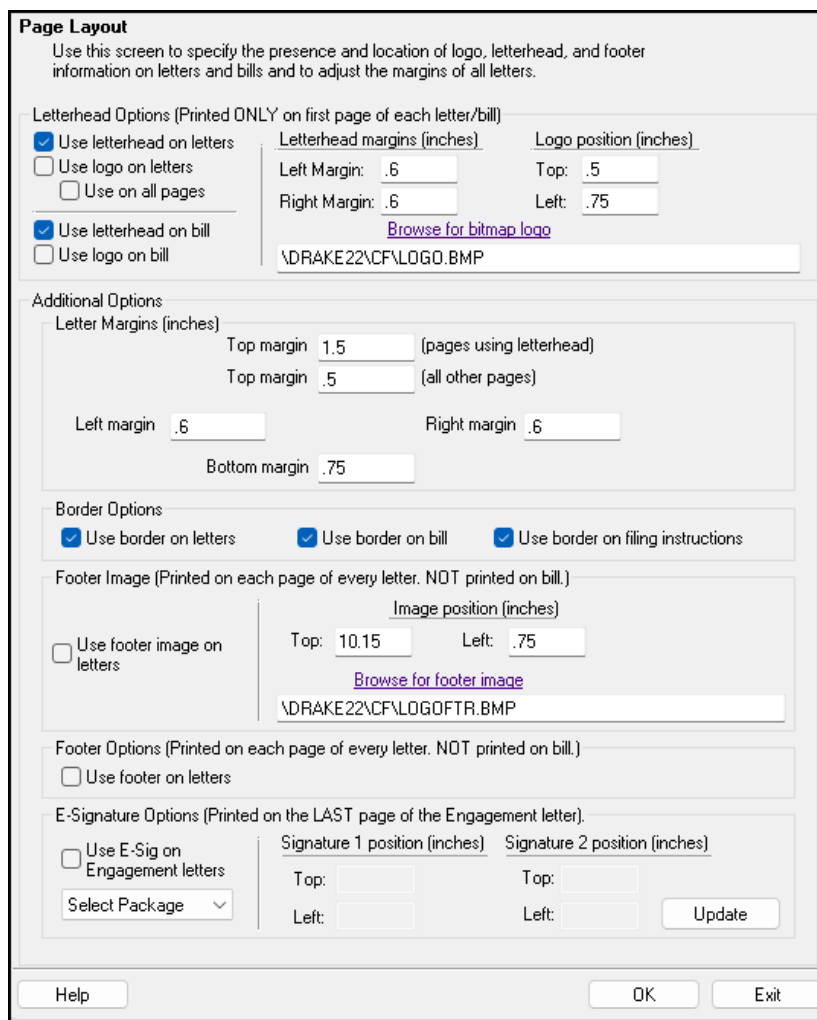 Page Layout
Use this screen to specify the presence and location of logo, letterhead, and footer
information on letters and bills and to adjust the margins of all letters.
Letterhead Options (Printed ONLY on first page of each letter/bill)
Use letterhead on letters
Use logo on letters
Use on all pages
Use letterhead on bill
Use logo on bill
Letterhead margins (inches)
Left Margin: .6
Right Margin: .6
Logo position (inches)
Top: .5
Left: .75
Browse for bitmap logo
\DRAKE22\CF\LOGO.BMP
Additional Options
Letter Margins (inches)
Top margin 1.5 (pages using letterhead)
Top margin .5 (all other pages)
Left margin .6 Right margin .6
Bottom margin .75
Border Options
Use border on letters Use border on bill Use border on filing instructions
Footer Image (Printed on each page of every letter. NOT printed on bill.)
Use footer image on
letters
Image position (inches)
Top: 10.15 Left: .75
Browse for footer image
\DRAKE22\CF\LOGOFTR.BMP
Footer Options (Printed on each page of every letter. NOT printed on bill.)
Use footer on letters
E-Signature Options (Printed on the LAST page of the Engagement letter).
Use E-Sig on
Engagement letters
Select Package
Signature 1 position (inches)
Top:
Left:
Signature 2 position (inches)
Top:
Left:
Update
Help OK Exit